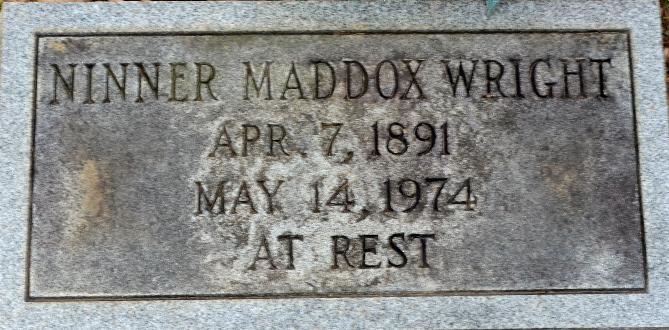 NINNER MADDOX WRIGHT
APR. 7, 1891
MAY 14, 1974
AT REST